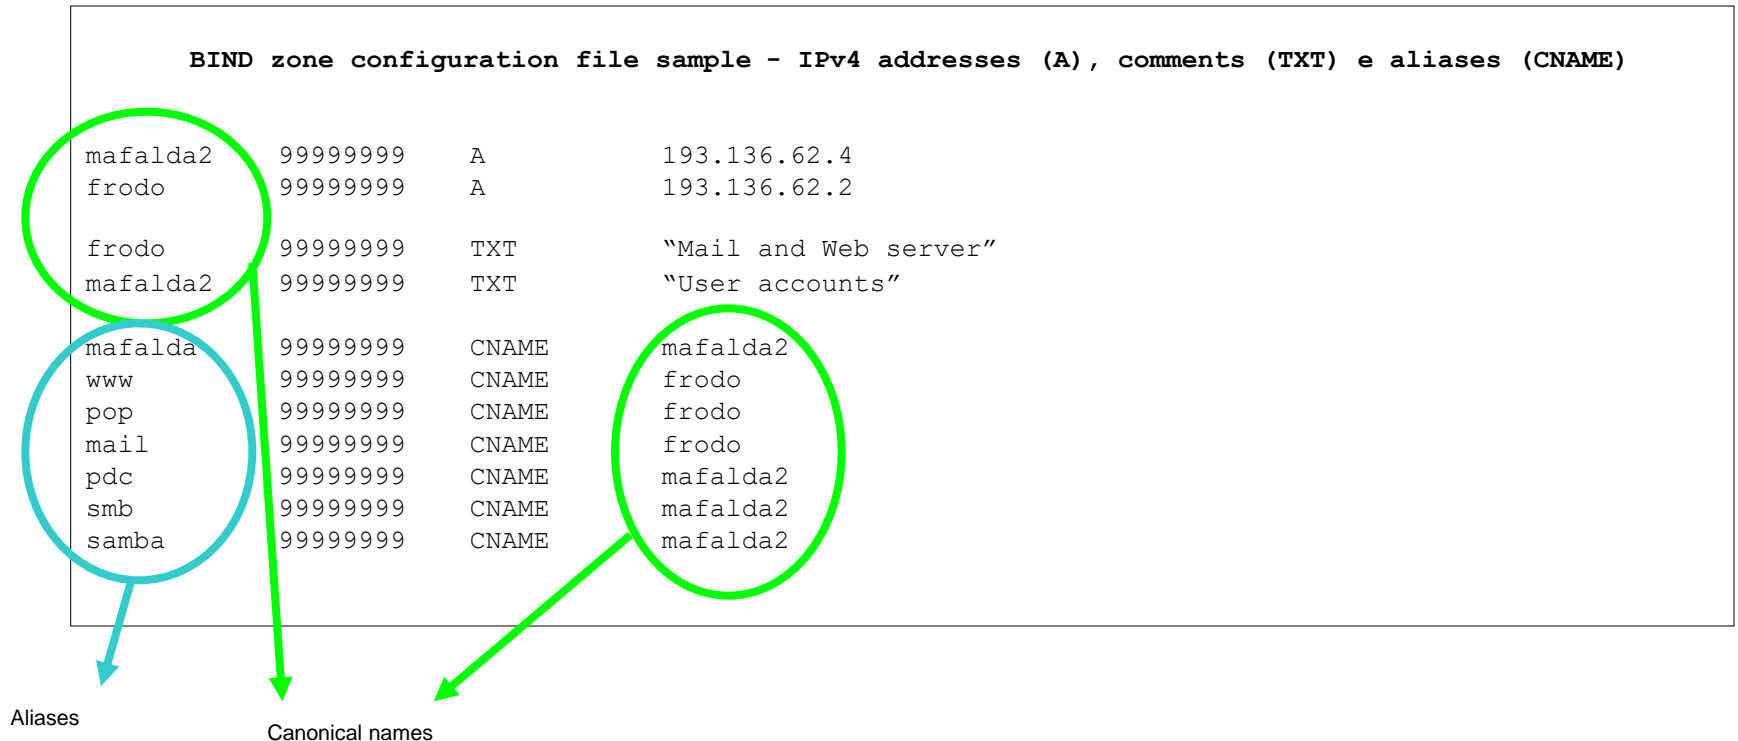 BIND zone configuration file sample - IPv4 addresses (A), comments (TXT) e aliases (CNAME)
mafalda2 99999999 A 193.136.62.4
frodo 99999999 A 193.136.62.2
frodo 99999999 TXT “Mail and Web server”
mafalda2 99999999 TXT “User accounts”
mafalda 99999999 CNAME mafalda2
www 99999999 CNAME frodo
pop 99999999 CNAME frodo
mail 99999999 CNAME frodo
pdc 99999999 CNAME mafalda2
smb 99999999 CNAME mafalda2
samba 99999999 CNAME mafalda2
Aliases
Canonical names